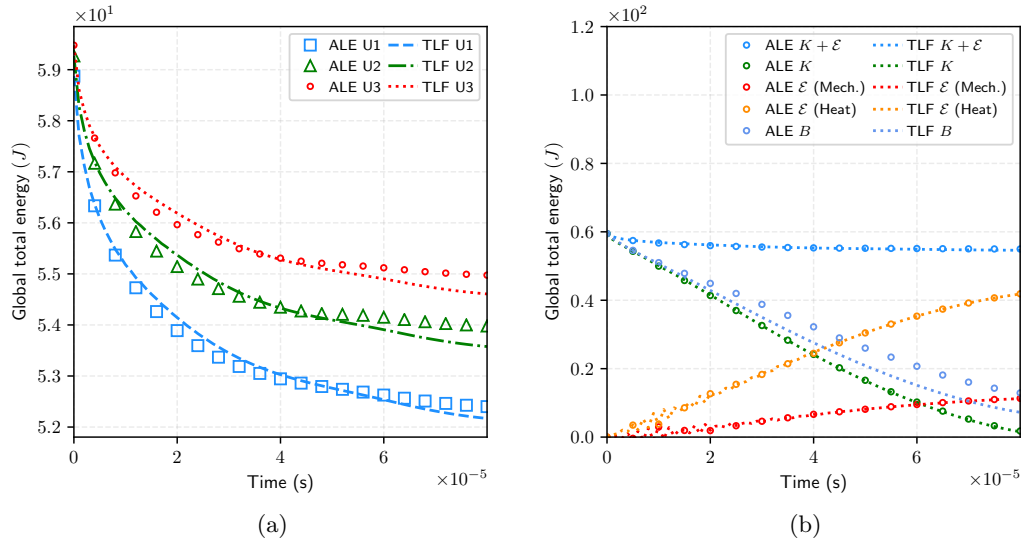 ×10¹
Global total energy (J)
5.9
5.8
5.7
5.6
5.5
5.4
5.3
5.2
ALE U1 TLF U1
ALE U2 TLF U2
ALE U3 TLF U3
0 2 4 6
Time (s) ×10⁻⁵
(a)
×10²
Global total energy (J)
1.2
1.0
0.8
0.6
0.4
0.2
0.0
ALE K + ℰ TLF K + ℰ
ALE K TLF K
ALE ℰ (Mech.) TLF ℰ (Mech.)
ALE ℰ (Heat) TLF ℰ (Heat)
ALE B TLF B
0 2 4 6
Time (s) ×10⁻⁵
(b)